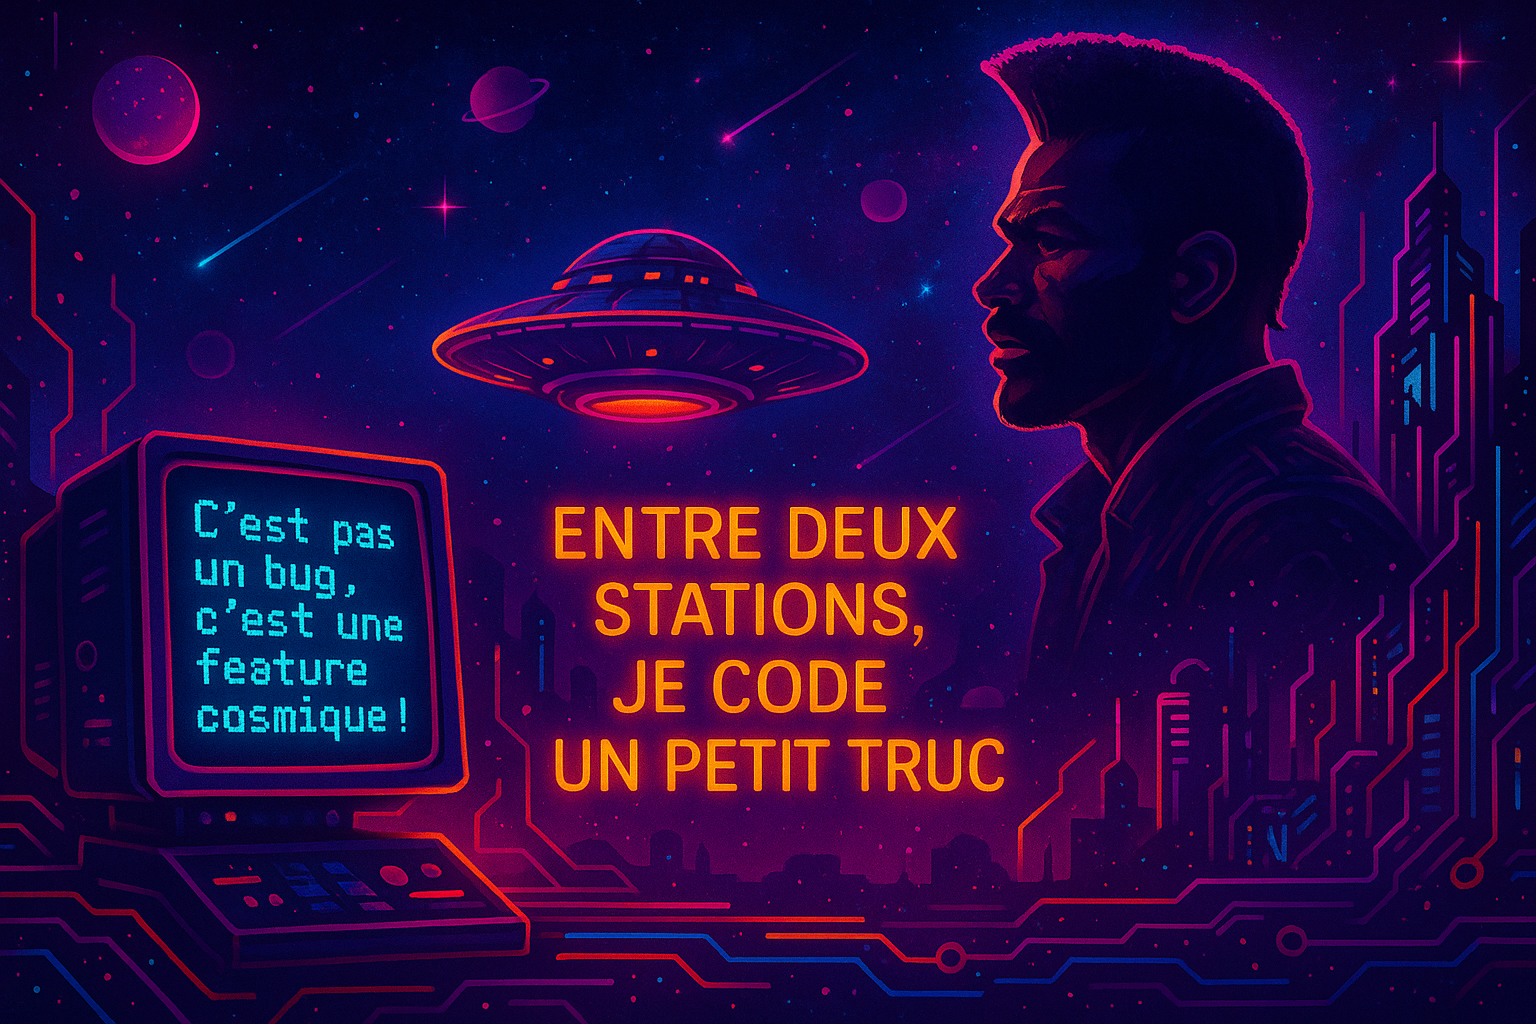 C'est pas
un bug,
c'est une
feature
cosmique!
ENTRE DEUX
STATIONS,
JE CODE
UN PETIT TRUC